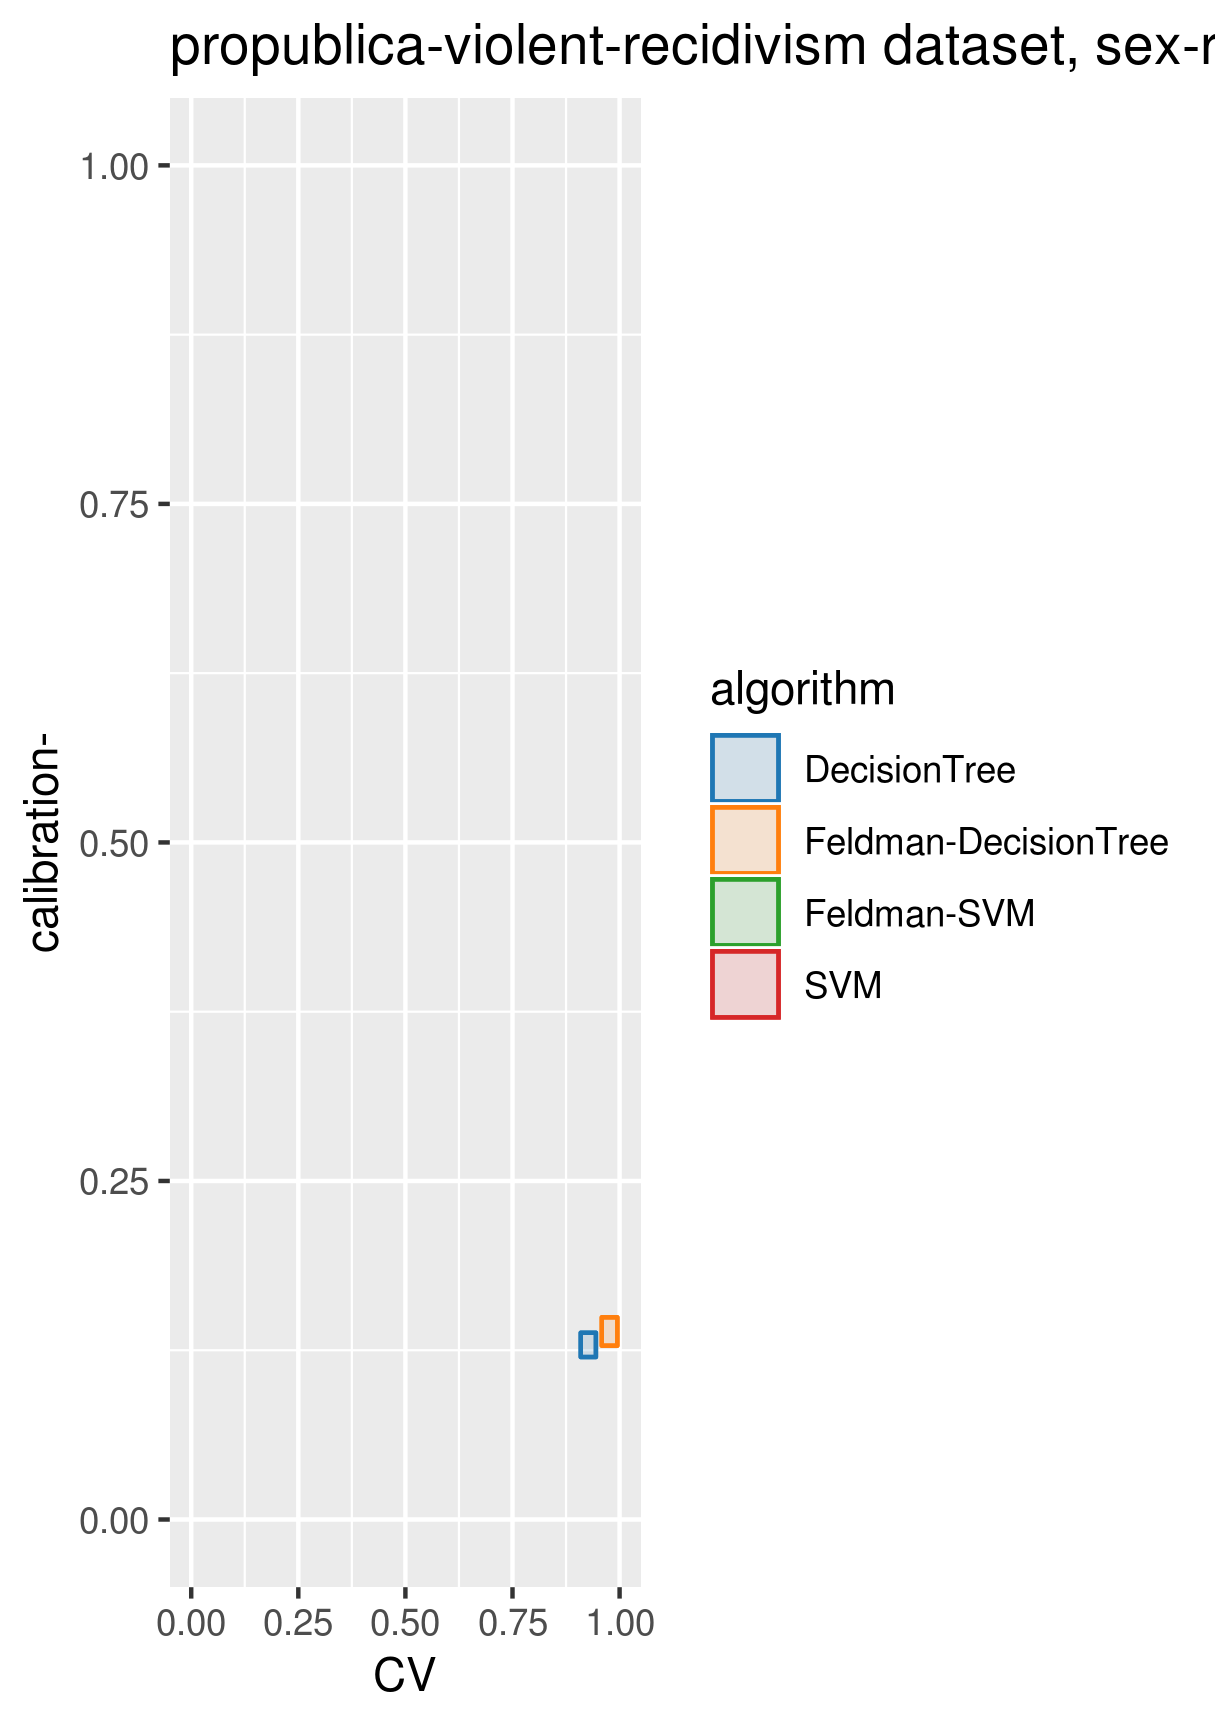 propublica-violent-recidivism dataset, sex-r
1.00
0.75
0.50
0.25
0.00
calibration-
0.00 0.25 0.50 0.75 1.00
CV
algorithm
DecisionTree
Feldman-DecisionTree
Feldman-SVM
SVM